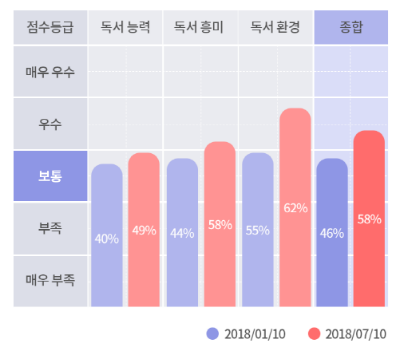 점수등급 독서 능력 독서 흥미 독서 환경 종합
매우 우수
우수
보통
부족
매우 부족
40% 49% 44% 58% 55% 62% 46% 58%
2018/01/10 2018/07/10